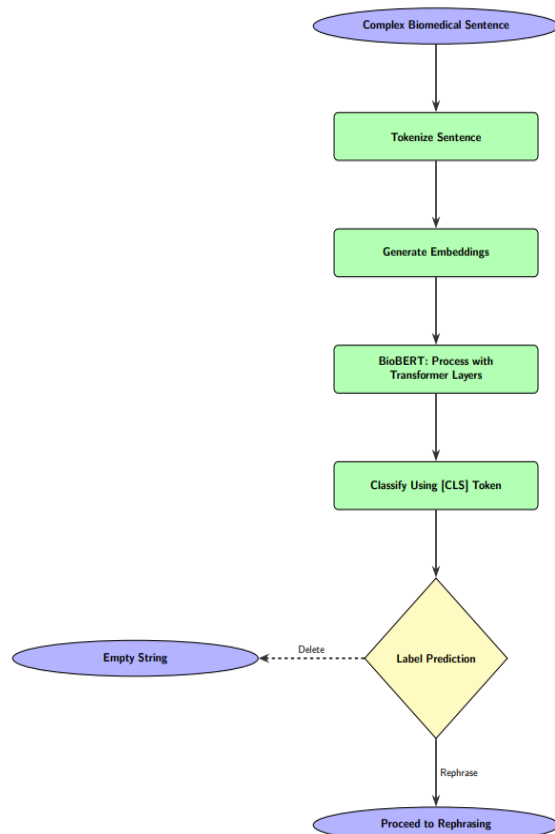 Complex Biomedical Sentence
Tokenize Sentence
Generate Embeddings
BioBERT: Process with
Transformer Layers
Classify Using [CLS] Token
Label Prediction
Delete
Empty String
Rephrase
Proceed to Rephrasing